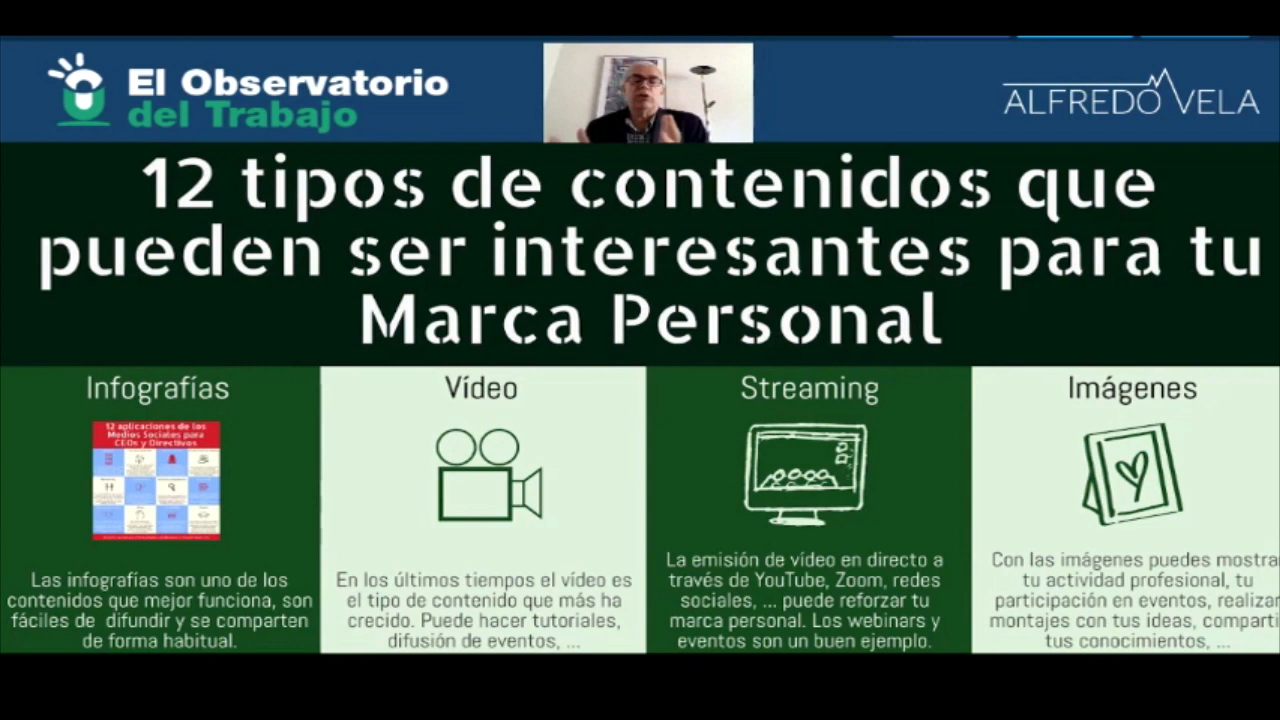 El Observatorio
del Trabajo
ALFREDO VELA
12 tipos de contenidos que
pueden ser interesantes para tu
Marca Personal
Infografías
12 aplicaciones de los
Medios Sociales para
CEOs y Directivos
Las infografías son uno de los
contenidos que mejor funciona, son
fáciles de difundir y se comparten
de forma habitual.
Vídeo
En los últimos tiempos el vídeo es
el tipo de contenido que más ha
crecido. Puede hacer tutoriales,
difusión de eventos, ...
Streaming
La emisión de vídeo en directo a
través de YouTube, Zoom, redes
sociales, ... puede reforzar tu
marca personal. Los webinars y
eventos son un buen ejemplo.
Imágenes
Con las imágenes puedes mostra
tu actividad profesional, tu
participación en eventos, realizar
montajes con tus ideas, comparti
tus conocimientos, ...